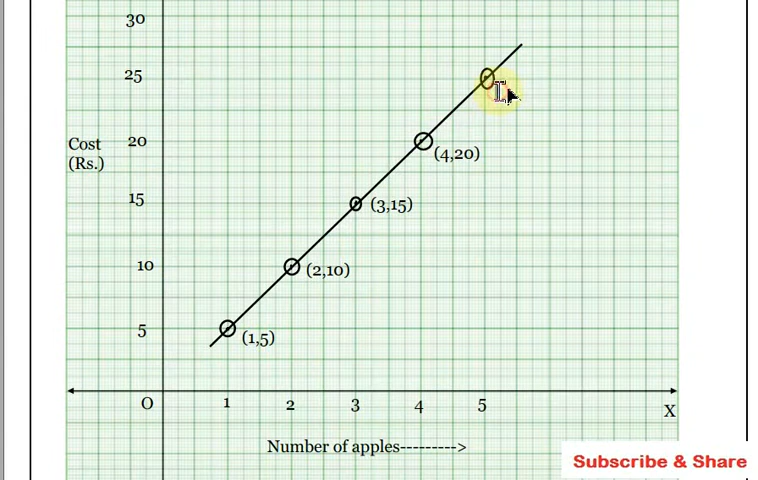 30
25
Cost
(Rs.)
20
(4,20)
15
(3,15)
10
(2,10)
5
(1,5)
O
1
2
3
4
5
X
Number of apples--------->
Subscribe & Share